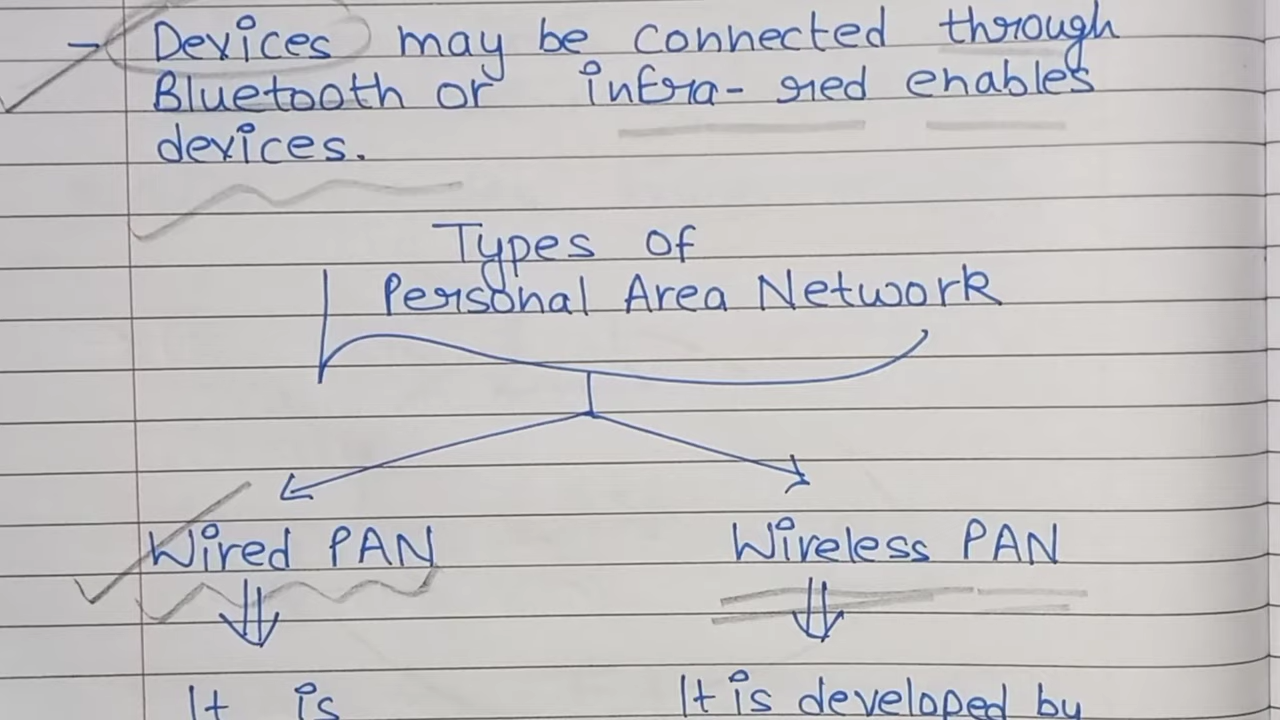 - Devices may be connected through
Bluetooth or infra-red enables
devices.
Types of
Personal Area Network
Wired PAN
Wireless PAN
It is
It is developed by